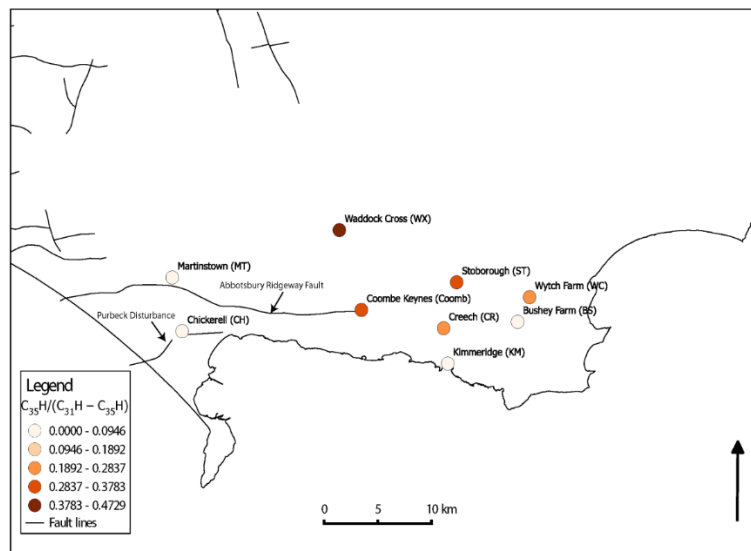 Waddock Cross (WX)
Martinstown (MT)
Stoborough (ST)
Abbotsbury Ridgeway Fault
Wytch Farm (WC)
Coombe Keynes (Coomb)
Purbeck Disturbance
Creech (CR)
Bushey Farm (BS)
Chickerell (CH)
Kimmeridge (KM)
Legend
C₃₅H/(C₃₁H – C₃₅H)
0.0000 - 0.0946
0.0946 - 0.1892
0.1892 - 0.2837
0.2837 - 0.3783
0.3783 - 0.4729
Fault lines
0 5 10 km